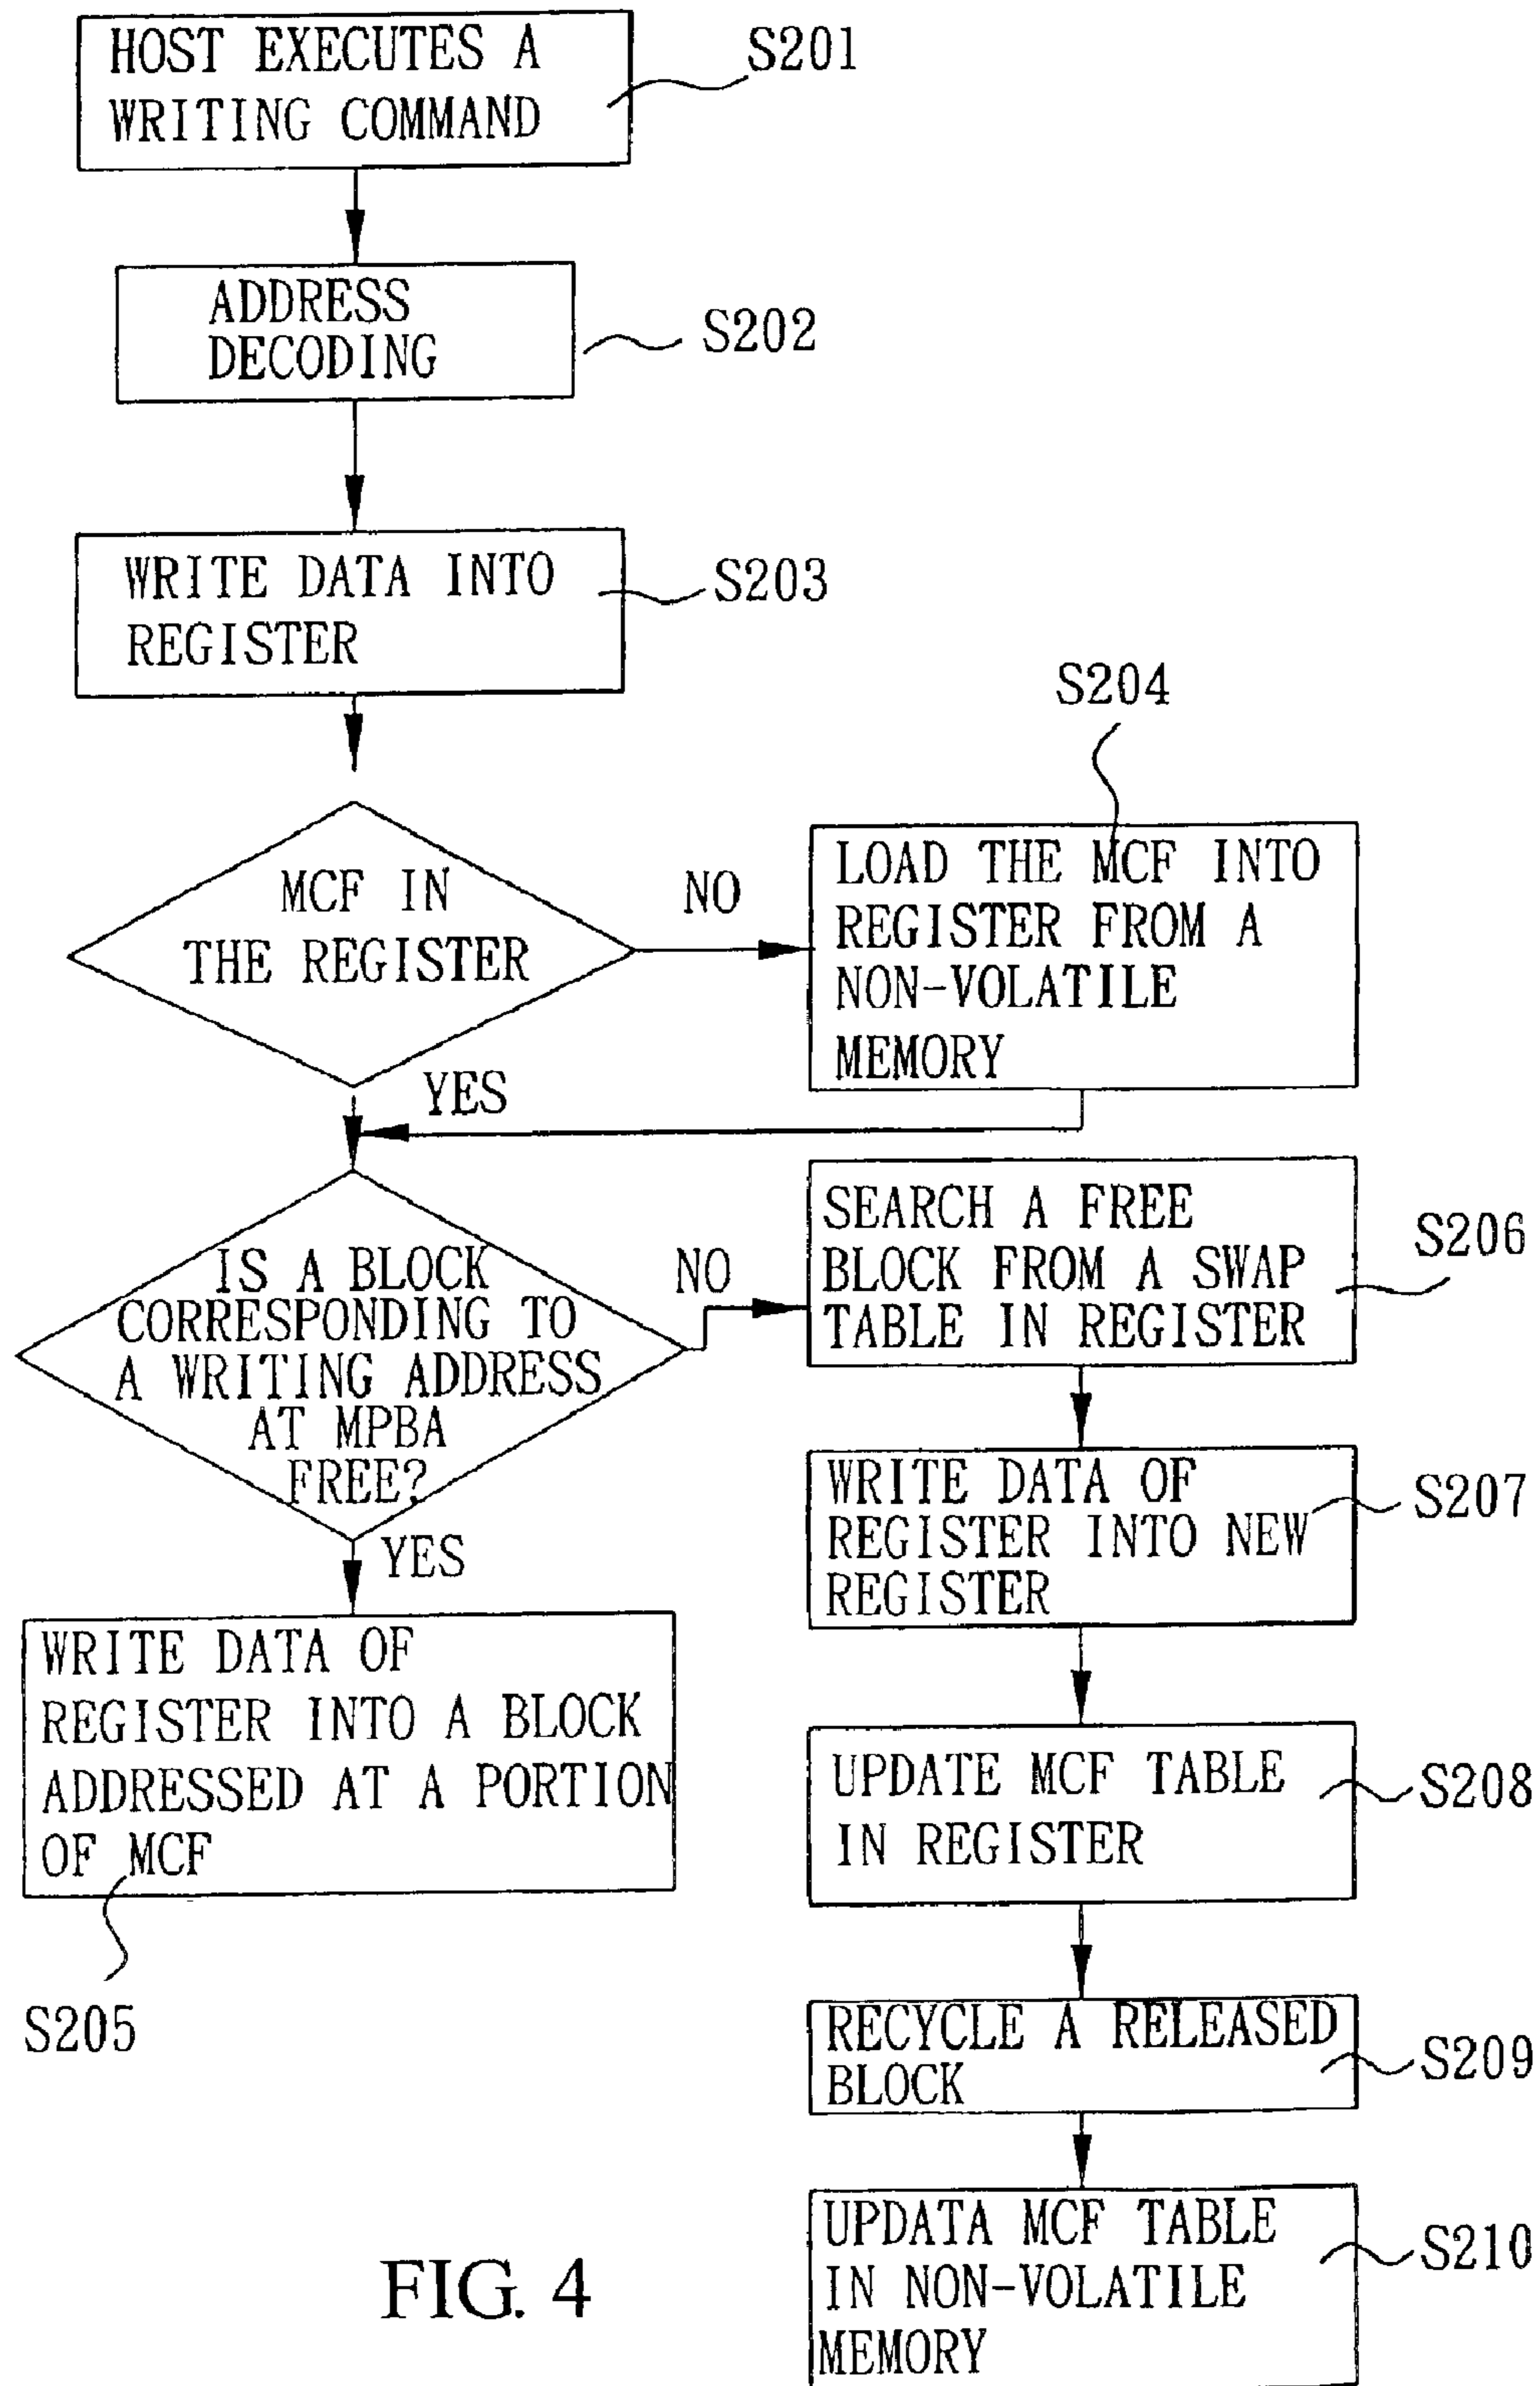 HOST EXECUTES A
WRITING COMMAND
S201
ADDRESS
DECODING
S202
WRITE DATA INTO
REGISTER
S203
MCF IN
THE REGISTER
NO
YES
S204
LOAD THE MCF INTO
REGISTER FROM A
NON-VOLATILE
MEMORY
IS A BLOCK
CORRESPONDING TO
A WRITING ADDRESS
AT MPBA
FREE?
NO
YES
WRITE DATA OF
REGISTER INTO A BLOCK
ADDRESSED AT A PORTION
OF MCF
S205
SEARCH A FREE
BLOCK FROM A SWAP
TABLE IN REGISTER
S206
WRITE DATA OF
REGISTER INTO NEW
REGISTER
S207
UPDATE MCF TABLE
IN REGISTER
S208
RECYCLE A RELEASED
BLOCK
S209
UPDATA MCF TABLE
IN NON-VOLATILE
MEMORY
S210
FIG. 4